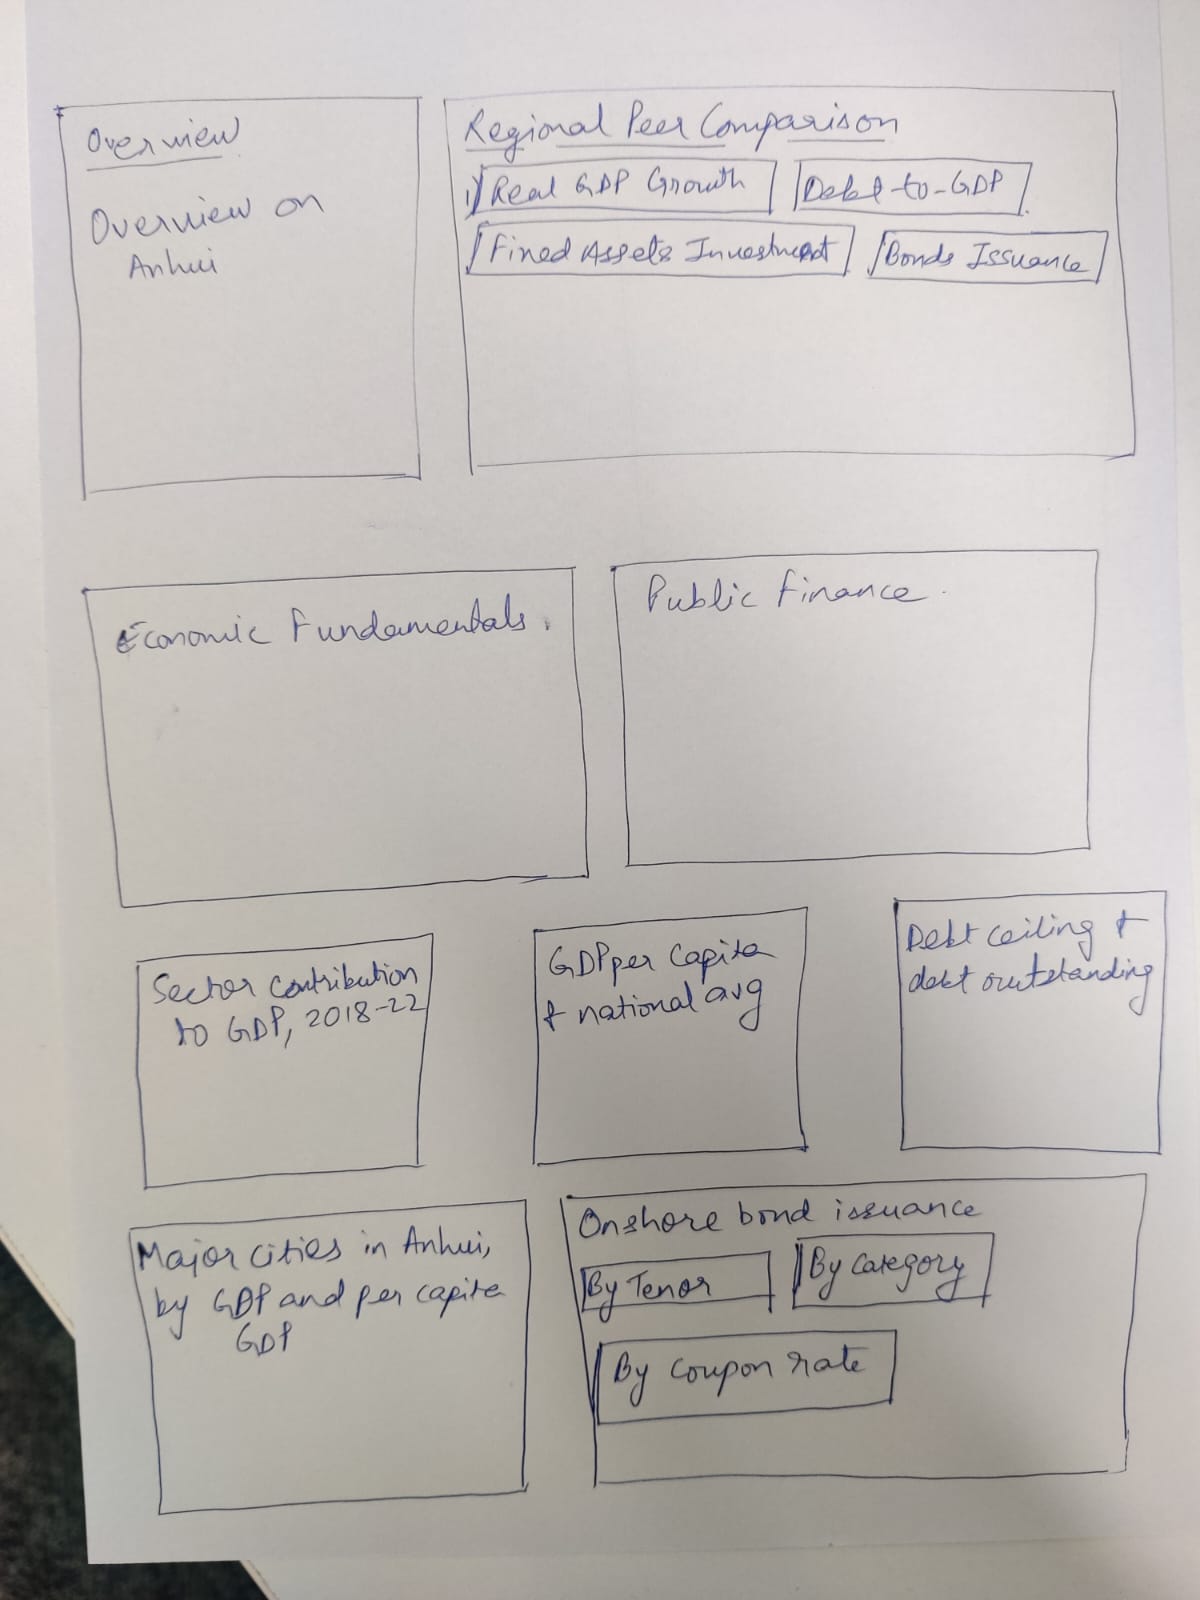 Overview
Overview on
Anhui
Regional Peer Comparison
1) Real GDP Growth
Debt-to-GDP
Fixed Assets Investment
Bonds Issuance
Economic Fundamentals.
Public Finance.
Sector contribution
to GDP, 2018-22
GDP per capita
& national avg
Debt ceiling &
debt outstanding
Major cities in Anhui,
by GDP and per capita
GDP
Onshore bond issuance
By Tenor
By Category
By coupon rate